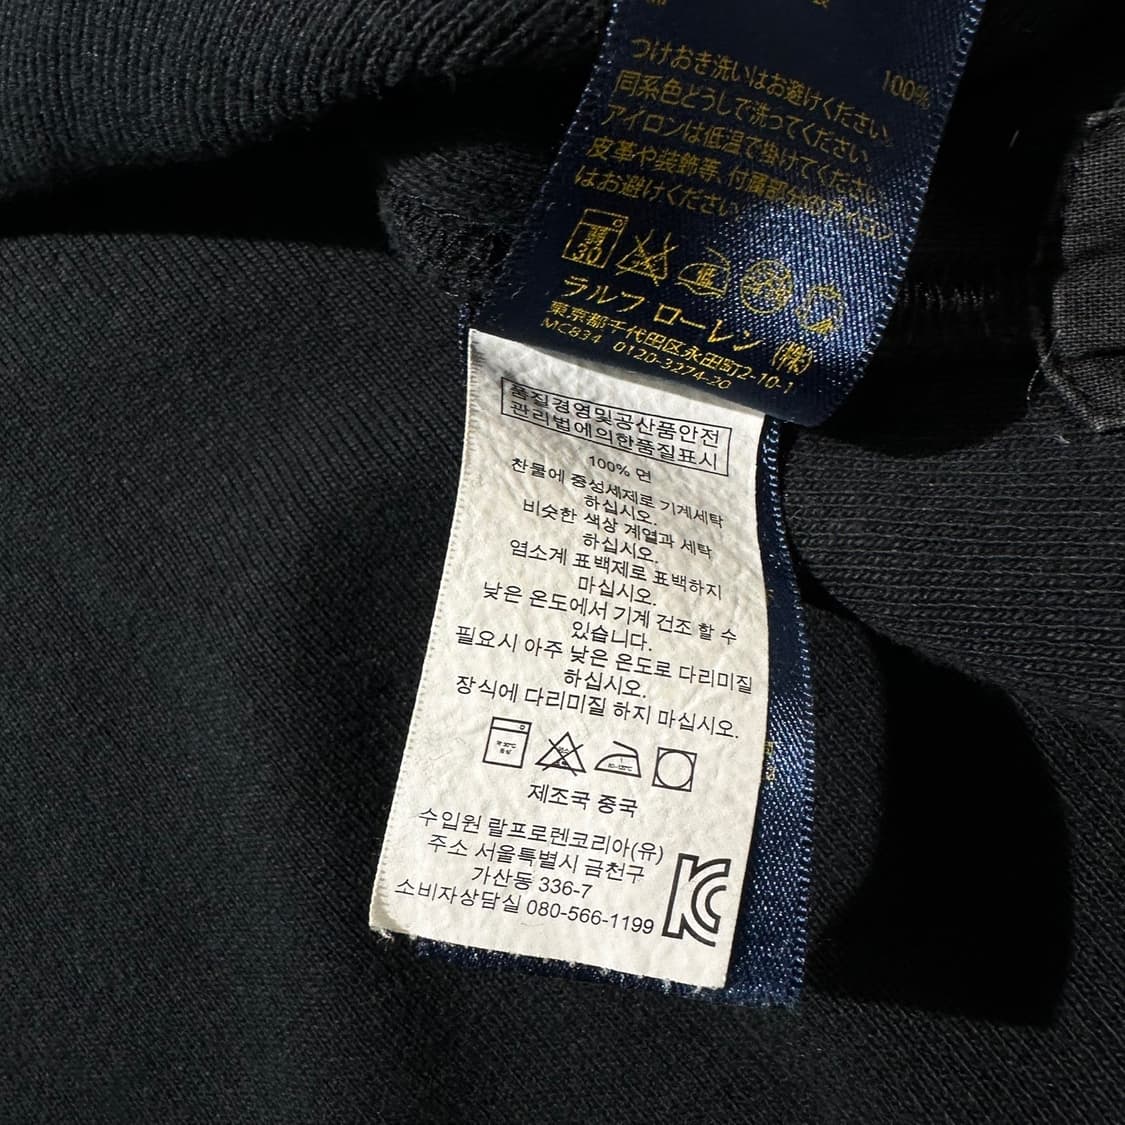 100%
つけおき洗いはお避けください
同系色どうしで洗ってください
アイロンは低温で掛けてください
皮革や装飾等、付属部分のアイロン
はお避けください
弱
30
低
ラルフ ローレン (株)
東京都千代田区永田町2-10-1
MC834 0120-3274-20
품질경영및공산품안전
관리법에의한품질표시
100% 면
찬물에 중성세제로 기계세탁
하십시오.
비슷한 색상 계열과 세탁
하십시오.
염소계 표백제로 표백하지
마십시오.
낮은 온도에서 기계 건조 할 수
있습니다.
필요시 아주 낮은 온도로 다리미질
하십시오.
장식에 다리미질 하지 마십시오.
제조국 중국
수입원 랄프로렌코리아(유)
주소 서울특별시 금천구
가산동 336-7
소비자상담실 080-566-1199
KC